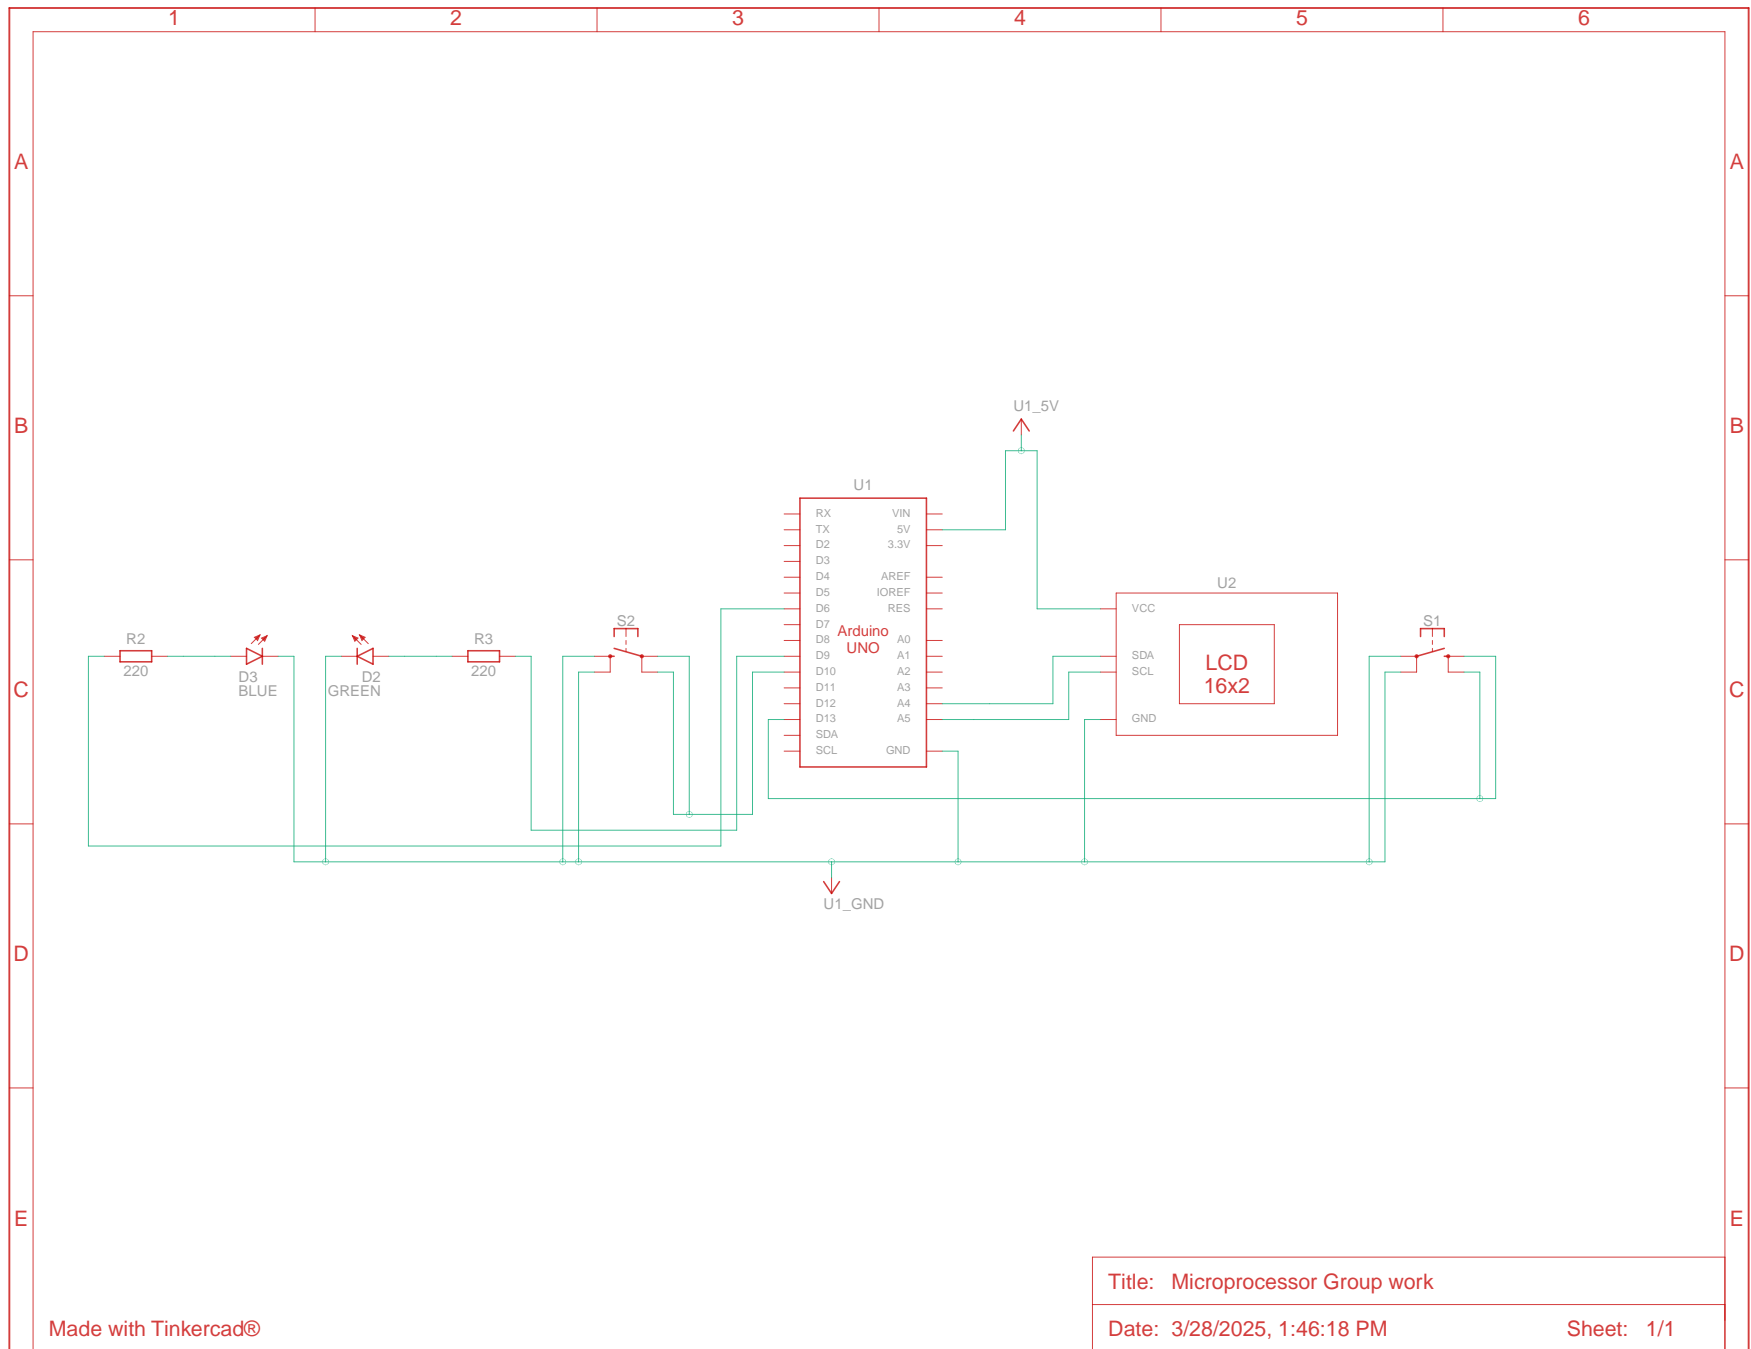 1 2 3 4 5 6
A A
B B
C C
D D
E E
U1_5V
U1
RX VIN
TX 5V
D2 3.3V
D3
D4 AREF
D5 IOREF
D6 RES
D7
D8 A0
D9 A1
D10 A2
D11 A3
D12 A4
D13 A5
SDA
SCL GND
Arduino
UNO
R2
220
D3
BLUE
D2
GREEN
R3
220
S2
U2
VCC
SDA
SCL
GND
LCD
16x2
S1
U1_GND
Made with Tinkercad®
Title: Microprocessor Group work
Date: 3/28/2025, 1:46:18 PM Sheet: 1/1